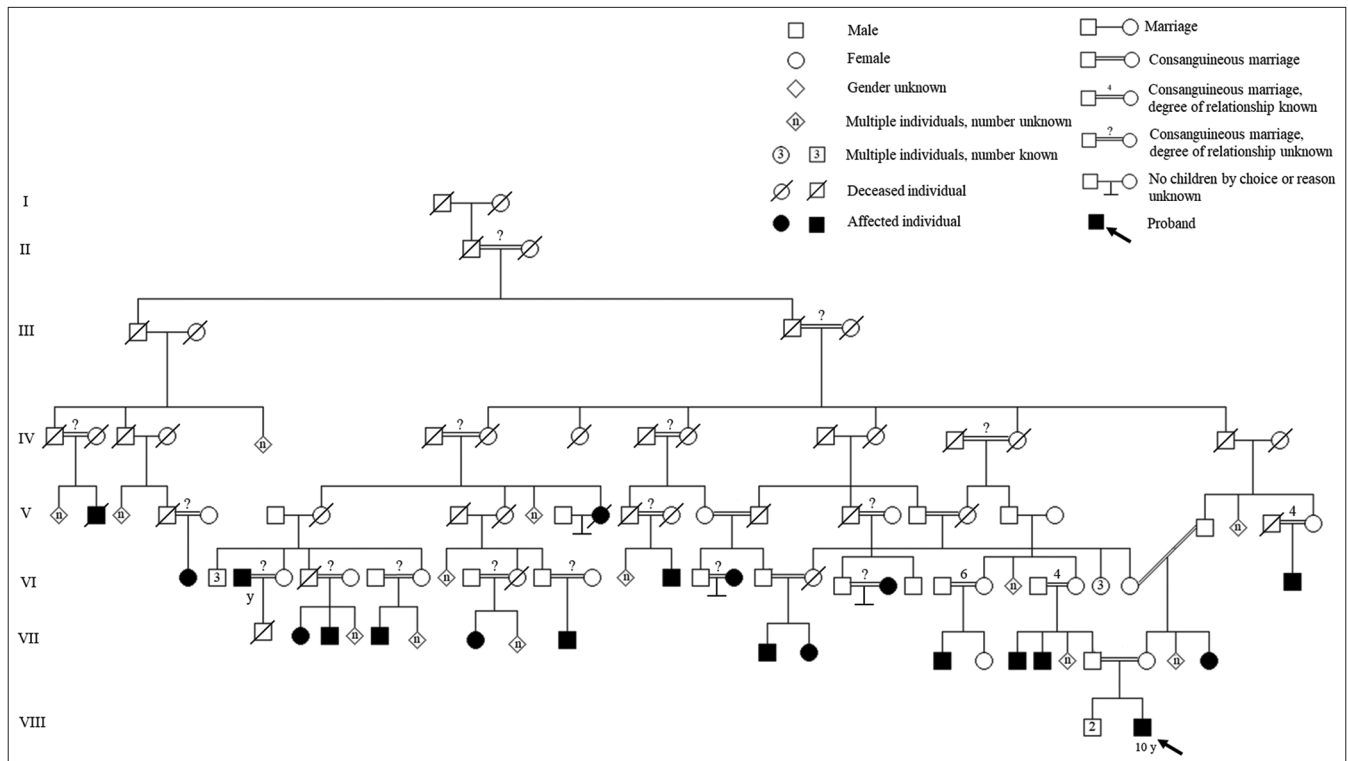 Male
Female
Gender unknown
n Multiple individuals, number unknown
3 3 Multiple individuals, number known
Deceased individual
Affected individual
Marriage
Consanguineous marriage
4 Consanguineous marriage,
degree of relationship known
? Consanguineous marriage,
degree of relationship unknown
No children by choice or reason
unknown
Proband
I
II
?
III
?
IV
? n ? ? ?
V
n n ? n ? ? n 4
VI
3 ? ? ? n ? ? n ? ? 6 n 4 3
y
VII
n n n n n
VIII
2
10 y